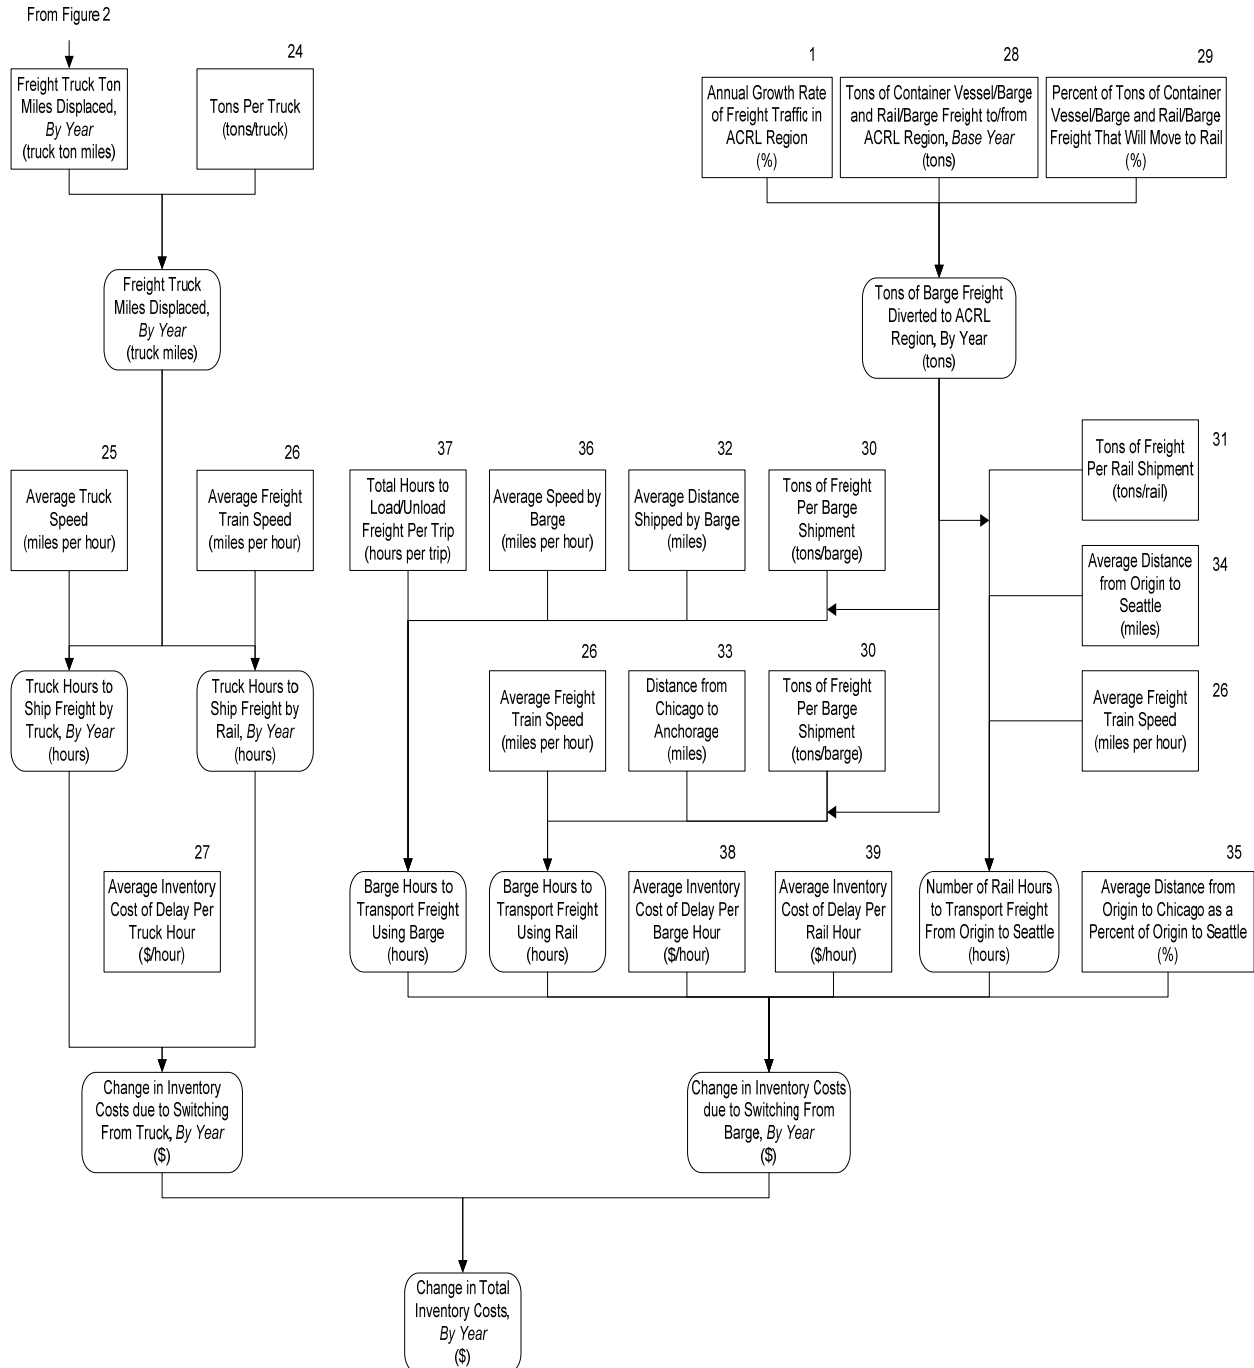 From Figure 2
24
1
28
29
Freight Truck Ton
Miles Displaced,
By Year
(truck ton miles)
Tons Per Truck
(tons/truck)
Annual Growth Rate
of Freight Traffic in
ACRL Region
(%)
Tons of Container Vessel/Barge
and Rail/Barge Freight to/from
ACRL Region, Base Year
(tons)
Percent of Tons of Container
Vessel/Barge and Rail/Barge
Freight That Will Move to Rail
(%)
Freight Truck
Miles Displaced,
By Year
(truck miles)
Tons of Barge Freight
Diverted to ACRL
Region, By Year
(tons)
25
Average Truck
Speed
(miles per hour)
26
Average Freight
Train Speed
(miles per hour)
37
Total Hours to
Load/Unload
Freight Per Trip
(hours per trip)
36
Average Speed by
Barge
(miles per hour)
32
Average Distance
Shipped by Barge
(miles)
30
Tons of Freight
Per Barge
Shipment
(tons/barge)
31
Tons of Freight
Per Rail Shipment
(tons/rail)
34
Average Distance
from Origin to
Seattle
(miles)
Truck Hours to
Ship Freight by
Truck, By Year
(hours)
Truck Hours to
Ship Freight by
Rail, By Year
(hours)
26
Average Freight
Train Speed
(miles per hour)
33
Distance from
Chicago to
Anchorage
(miles)
30
Tons of Freight
Per Barge
Shipment
(tons/barge)
26
Average Freight
Train Speed
(miles per hour)
27
Average Inventory
Cost of Delay Per
Truck Hour
($/hour)
Barge Hours to
Transport Freight
Using Barge
(hours)
Barge Hours to
Transport Freight
Using Rail
(hours)
38
Average Inventory
Cost of Delay Per
Barge Hour
($/hour)
39
Average Inventory
Cost of Delay Per
Rail Hour
($/hour)
Number of Rail Hours
to Transport Freight
From Origin to Seattle
(hours)
35
Average Distance from
Origin to Chicago as a
Percent of Origin to Seattle
(%)
Change in Inventory
Costs due to Switching
From Truck, By Year
($)
Change in Inventory Costs
due to Switching From
Barge, By Year
($)
Change in Total
Inventory Costs,
By Year
($)